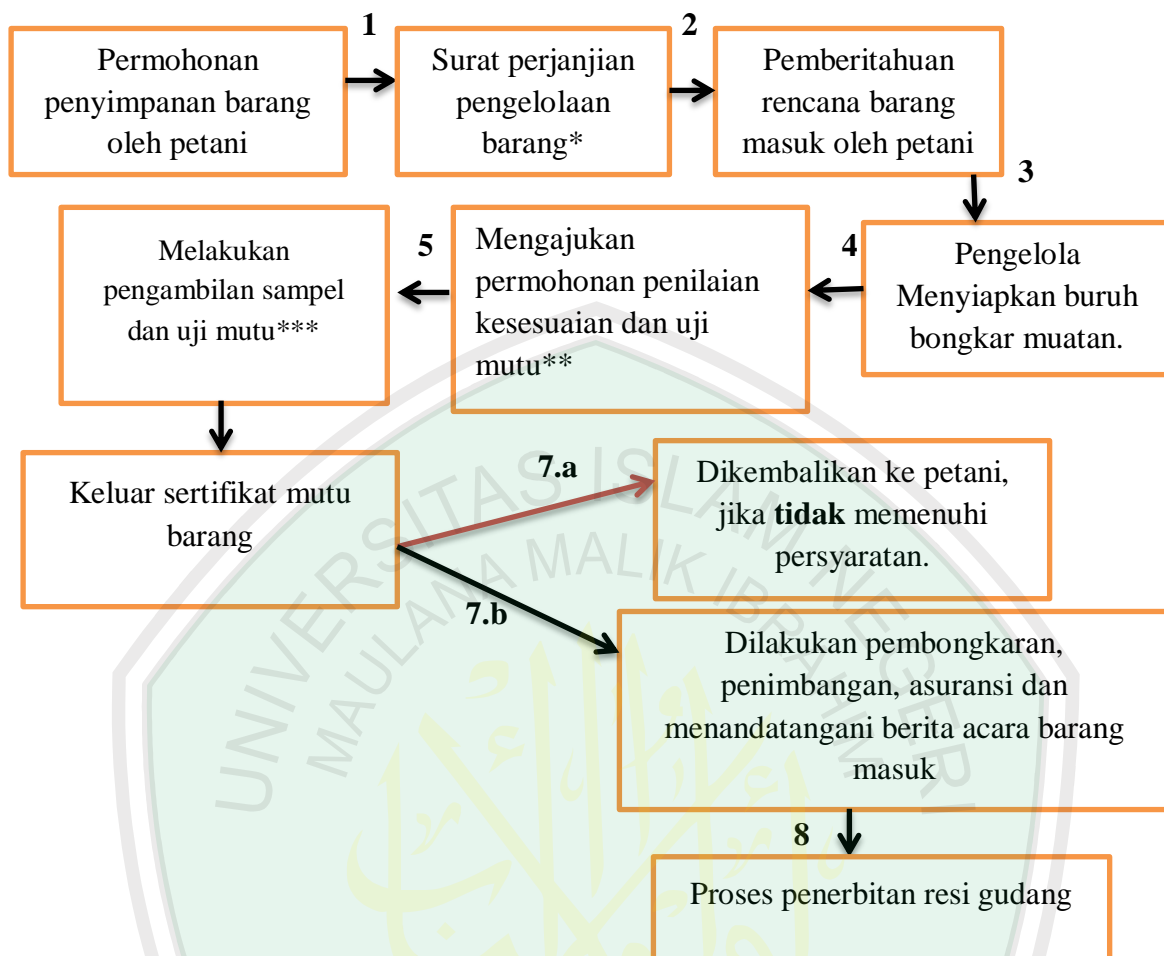 1
Permohonan
penyimpanan barang
oleh petani
2
Surat perjanjian
pengelolaan
barang*
Pemberitahuan
rencana barang
masuk oleh petani
3
Pengelola
Menyiapkan buruh
bongkar muatan.
4
Mengajukan
permohonan penilaian
kesesuaian dan uji
mutu**
5
Melakukan
pengambilan sampel
dan uji mutu***
Keluar sertifikat mutu
barang
7.a
Dikembalikan ke petani,
jika tidak memenuhi
persyaratan.
7.b
Dilakukan pembongkaran,
penimbangan, asuransi dan
menandatangani berita acara barang
masuk
8
Proses penerbitan resi gudang
UNIVERSITAS ISLAM NEGERI
MAULANA MALIK IBRAHIM